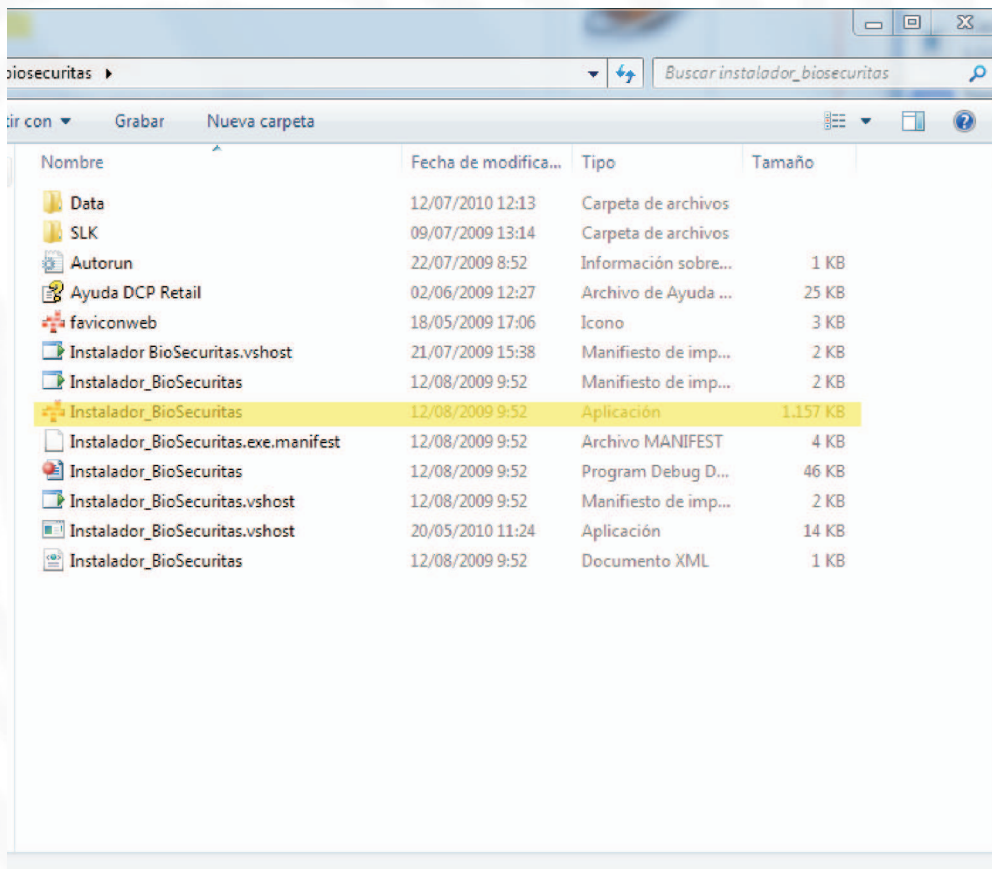 biosecuritas
Buscar instalador_biosecuritas
tir con Grabar Nueva carpeta
Nombre Fecha de modifica... Tipo Tamaño
Data 12/07/2010 12:13 Carpeta de archivos
SLK 09/07/2009 13:14 Carpeta de archivos
Autorun 22/07/2009 8:52 Información sobre... 1 KB
Ayuda DCP Retail 02/06/2009 12:27 Archivo de Ayuda ... 25 KB
faviconweb 18/05/2009 17:06 Icono 3 KB
Instalador BioSecuritas.vshost 21/07/2009 15:38 Manifiesto de imp... 2 KB
Instalador_BioSecuritas 12/08/2009 9:52 Manifiesto de imp... 2 KB
Instalador_BioSecuritas 12/08/2009 9:52 Aplicación 1.157 KB
Instalador_BioSecuritas.exe.manifest 12/08/2009 9:52 Archivo MANIFEST 4 KB
Instalador_BioSecuritas 12/08/2009 9:52 Program Debug D... 46 KB
Instalador_BioSecuritas.vshost 12/08/2009 9:52 Manifiesto de imp... 2 KB
Instalador_BioSecuritas.vshost 20/05/2010 11:24 Aplicación 14 KB
Instalador_BioSecuritas 12/08/2009 9:52 Documento XML 1 KB